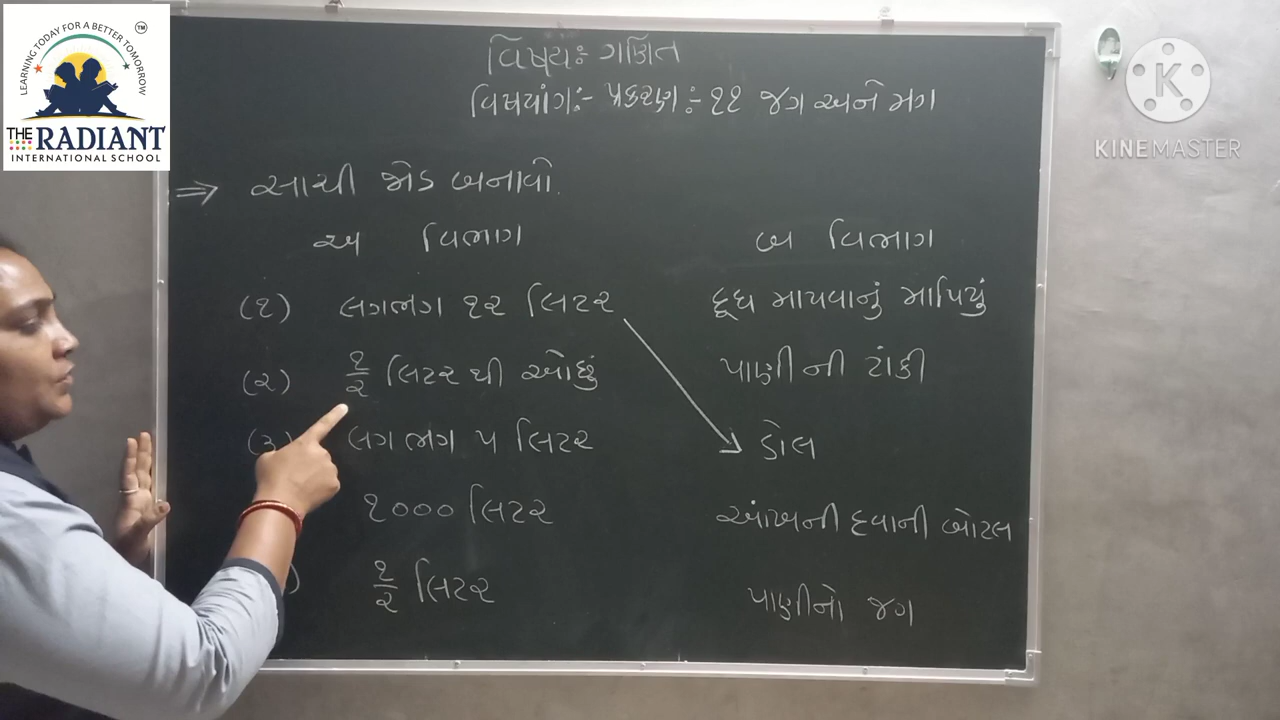 LEARNING TODAY FOR A BETTER TOMORROW
TM
THE RADIANT
INTERNATIONAL SCHOOL
K
KINEMASTER
વિષય:- ગણિત
વિષયાંગ:- પ્રકરણ:- ૧૧ જગ અને મગ
⇒ સાચી જોડ બનાવો.
અ વિભાગ બ વિભાગ
(૧) લગભગ ૧૨ લિટર દૂધ માપવાનું માપિયું
(૨) ૧/૨ લિટર થી ઓછું પાણી ની ટાંકી
(૩) લગભગ ૫ લિટર ડોલ
૧૦૦૦ લિટર આંખની દવાની બોટલ
) ૧/૨ લિટર પાણીનો જગ